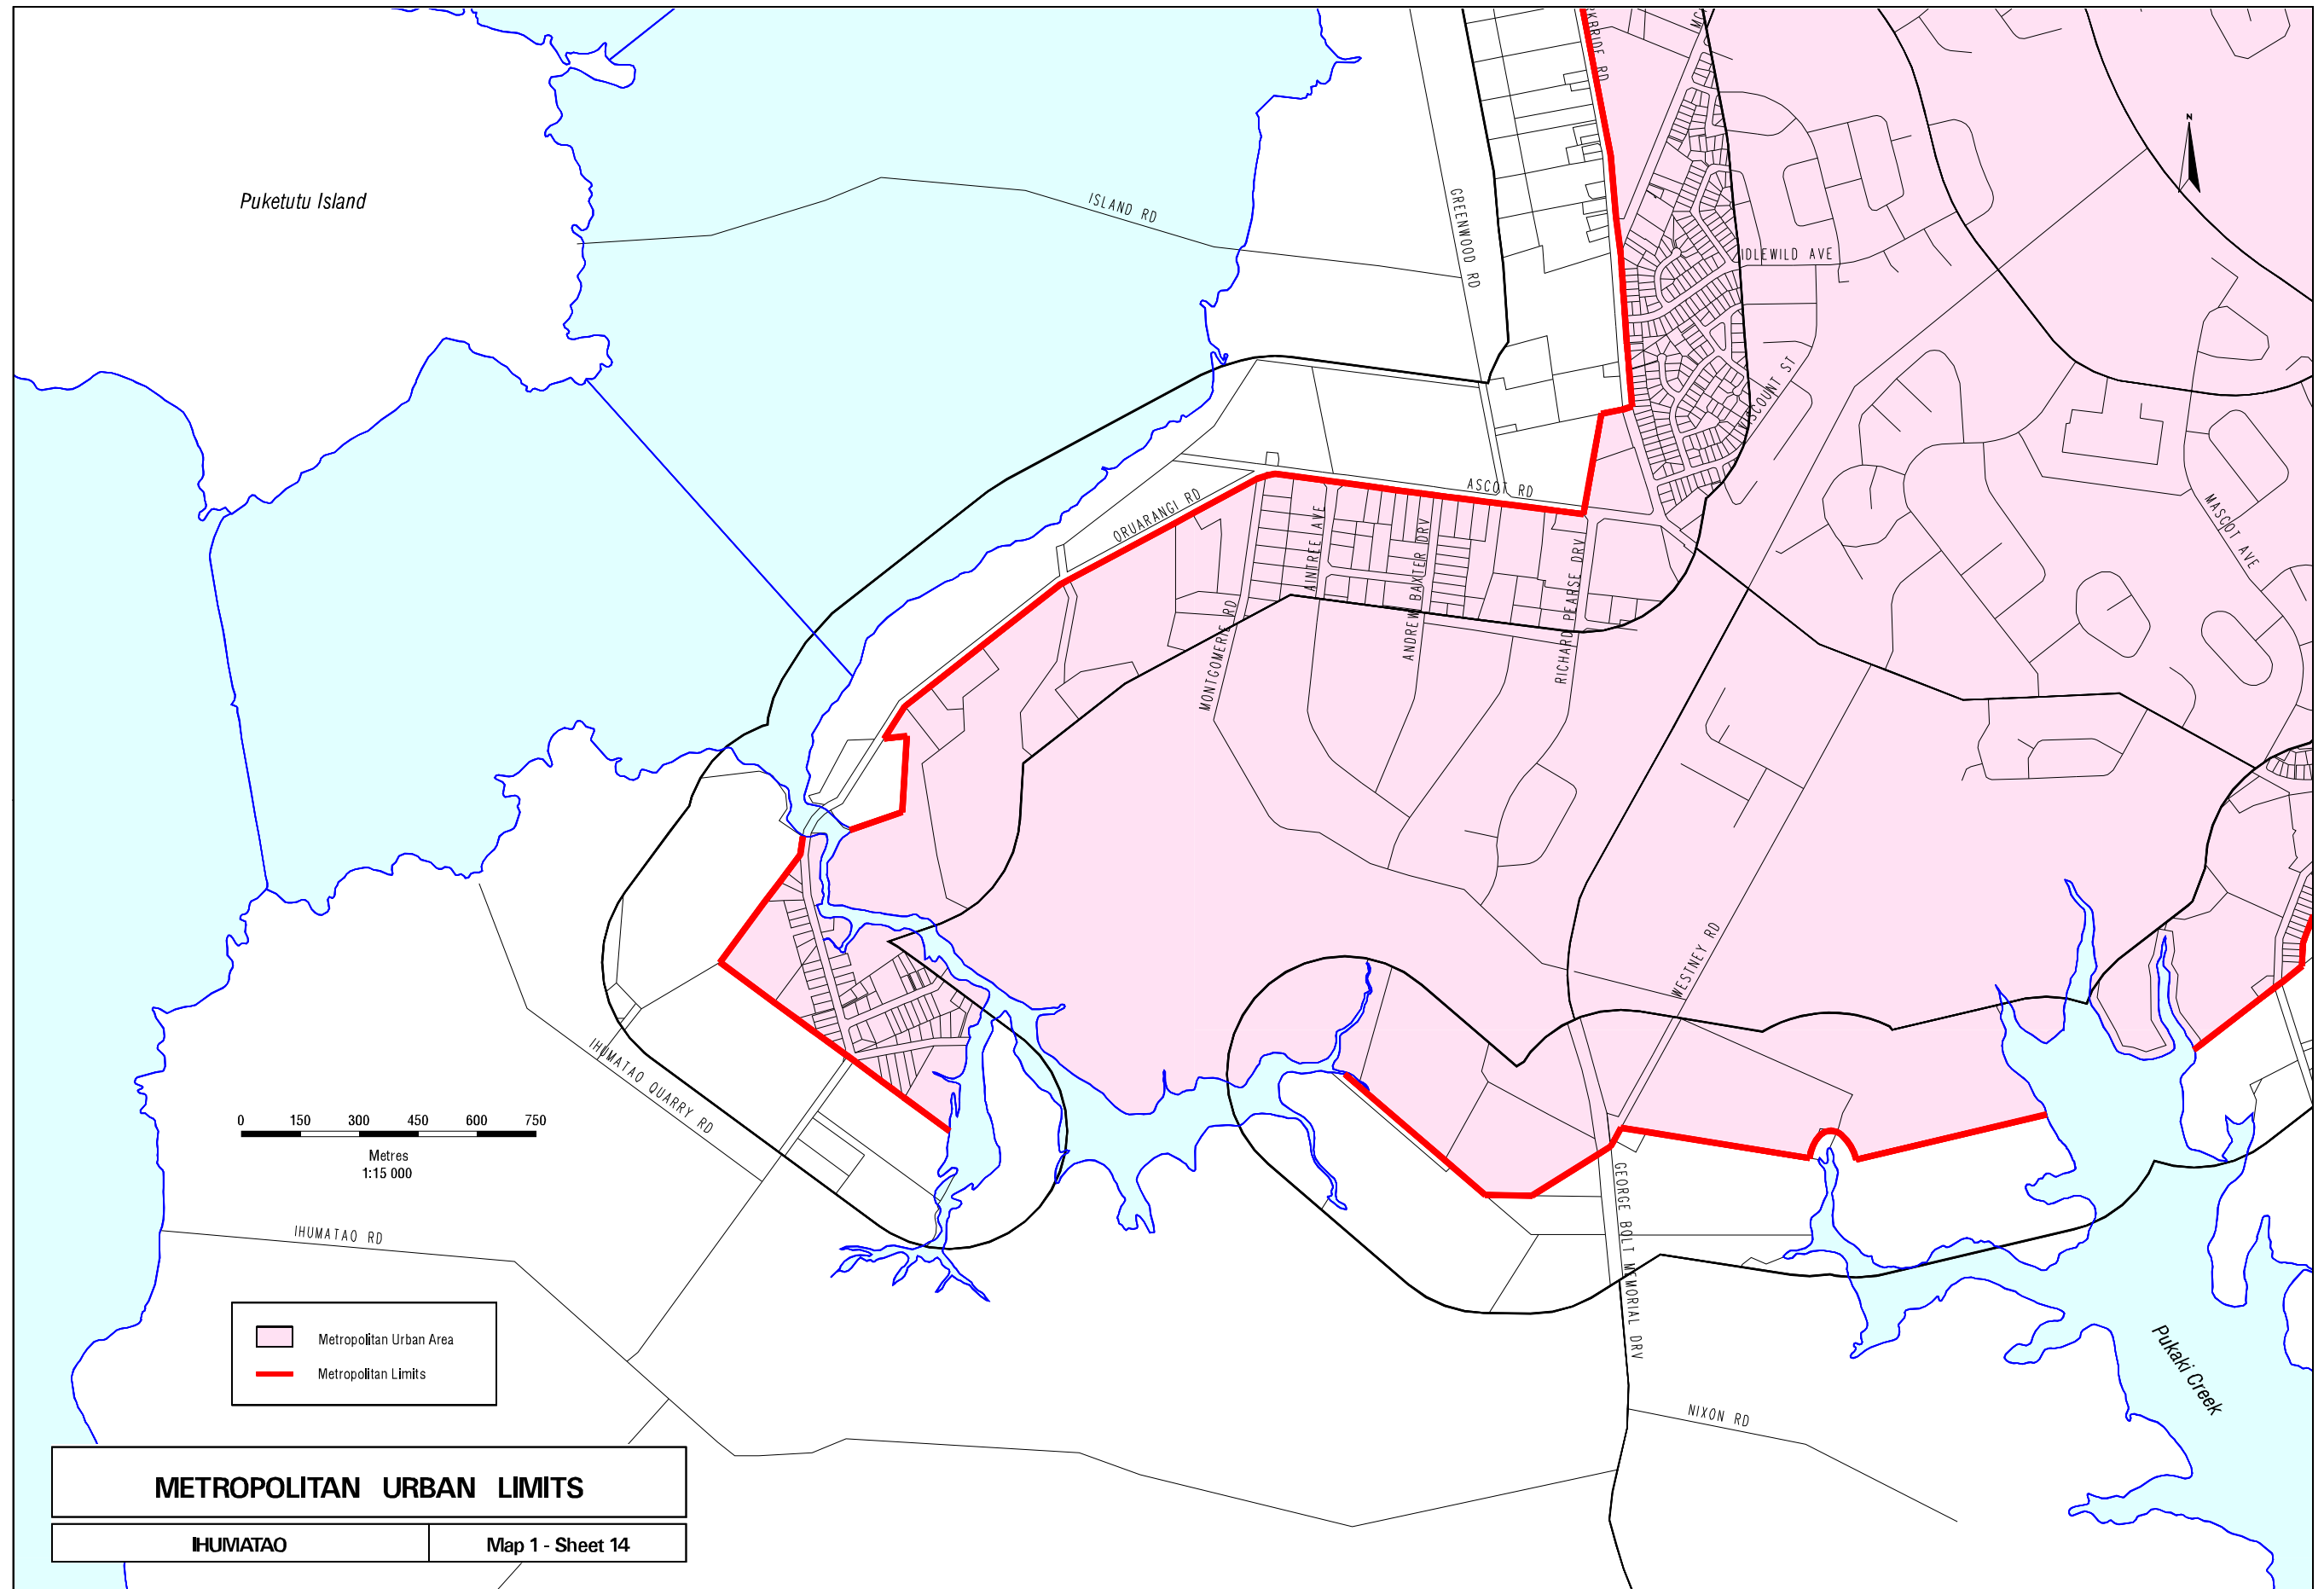 KBRIDE RD
MC
N
Puketutu Island
ISLAND RD
GREENWOOD RD
IDLEWILD AVE
VISCOUNT ST
ASCOT RD
ORUARANGI RD
MASCOT AVE
AINTREE AVE
ANDREW BAXTER DRV
RICHARD PEARSE DRV
MONTGOMERIE RD
WESTNEY RD
IHUMATAO QUARRY RD
0 150 300 450 600 750
Metres
1:15 000
GEORGE BOLT MEMORIAL DRV
IHUMATAO RD
Metropolitan Urban Area
Metropolitan Limits
Pukaki Creek
NIXON RD
METROPOLITAN URBAN LIMITS
IHUMATAO
Map 1 - Sheet 14